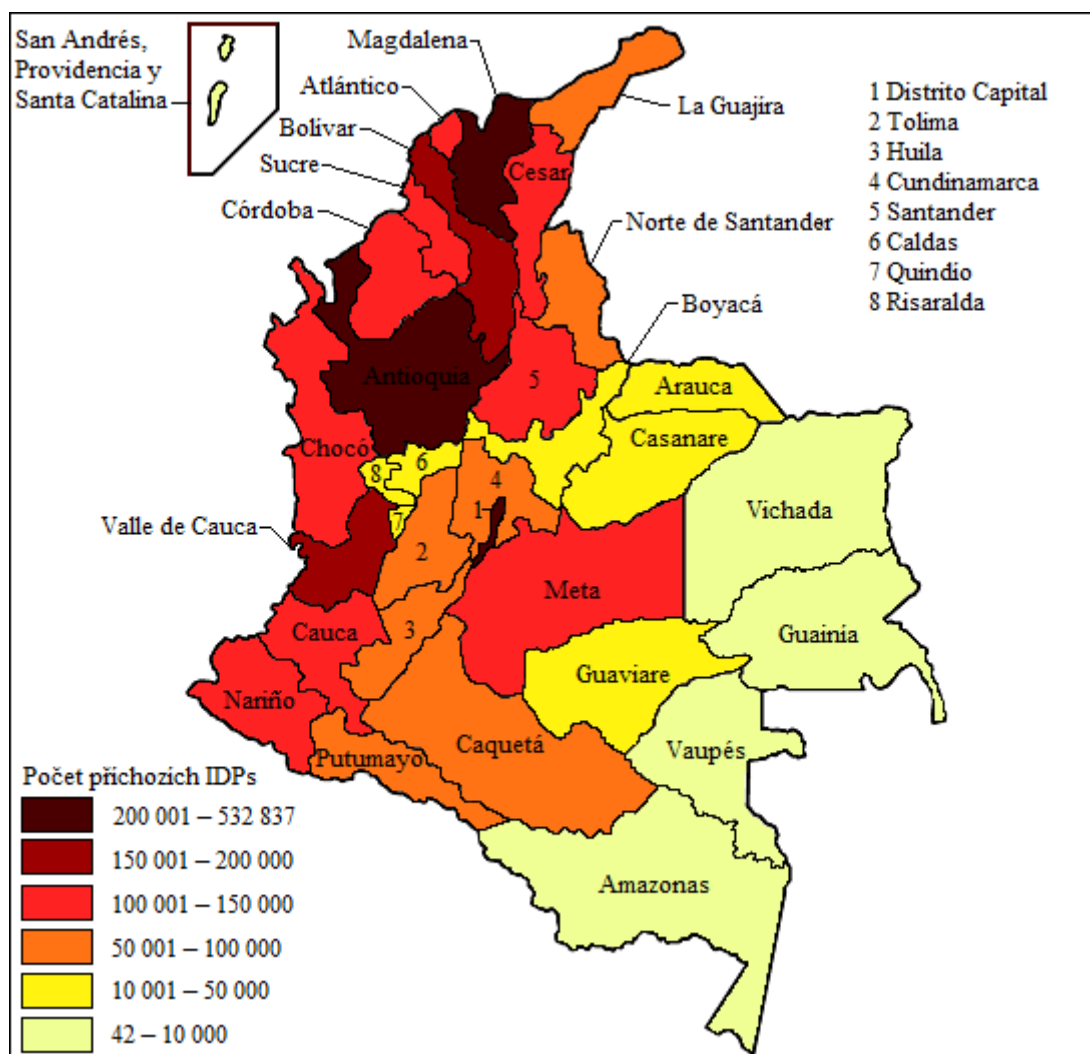 San Andrés,
Providencia y
Santa Catalina
Magdalena
Atlántico
Bolívar
Sucre
Córdoba
La Guajira
Cesar
Norte de Santander
Boyacá
1 Distrito Capital
2 Tolima
3 Huila
4 Cundinamarca
5 Santander
6 Caldas
7 Quindío
8 Risaralda
Antioquia
5
Arauca
Casanare
Chocó
8
6
4
1
7
2
Vichada
Valle de Cauca
Meta
3
Cauca
Guainía
Guaviare
Nariño
Caquetá
Vaupés
Putumayo
Amazonas
Počet příchozích IDPs
200 001 – 532 837
150 001 – 200 000
100 001 – 150 000
50 001 – 100 000
10 001 – 50 000
42 – 10 000